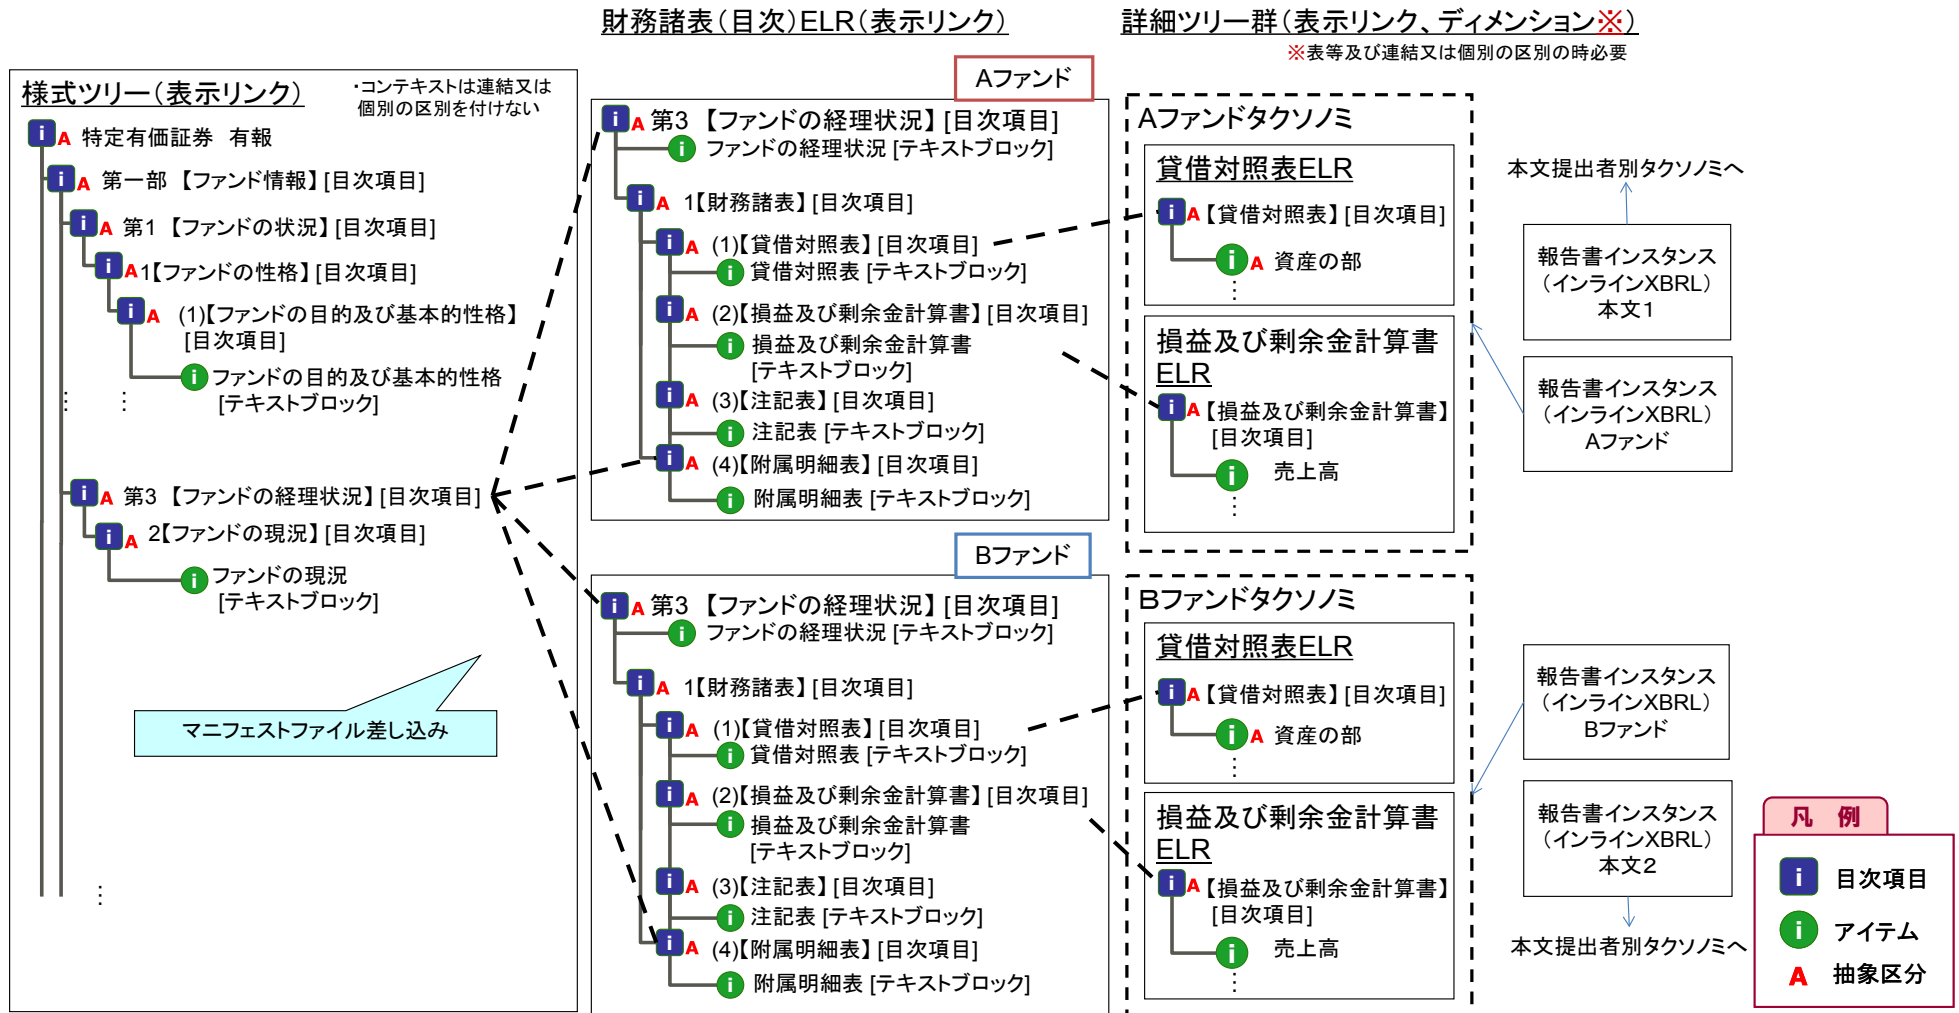 財務諸表(目次)ELR(表示リンク)
詳細ツリー群(表示リンク、ディメンション※)
※表等及び連結又は個別の区別の時必要
様式ツリー(表示リンク)
・コンテキストは連結又は
個別の区別を付けない
i A 特定有価証券 有報
i A 第一部 【ファンド情報】[目次項目]
i A 第1 【ファンドの状況】[目次項目]
i A 1【ファンドの性格】[目次項目]
i A (1)【ファンドの目的及び基本的性格】
[目次項目]
i ファンドの目的及び基本的性格
[テキストブロック]
⋮ ⋮
i A 第3 【ファンドの経理状況】[目次項目]
i A 2【ファンドの現況】[目次項目]
i ファンドの現況
[テキストブロック]
マニフェストファイル差し込み
⋮
Aファンド
i A 第3 【ファンドの経理状況】[目次項目]
i ファンドの経理状況 [テキストブロック]
i A 1【財務諸表】[目次項目]
i A (1)【貸借対照表】[目次項目]
i 貸借対照表 [テキストブロック]
i A (2)【損益及び剰余金計算書】[目次項目]
i 損益及び剰余金計算書
[テキストブロック]
i A (3)【注記表】[目次項目]
i 注記表 [テキストブロック]
i A (4)【附属明細表】[目次項目]
i 附属明細表 [テキストブロック]
Bファンド
i A 第3 【ファンドの経理状況】[目次項目]
i ファンドの経理状況 [テキストブロック]
i A 1【財務諸表】[目次項目]
i A (1)【貸借対照表】[目次項目]
i 貸借対照表 [テキストブロック]
i A (2)【損益及び剰余金計算書】[目次項目]
i 損益及び剰余金計算書
[テキストブロック]
i A (3)【注記表】[目次項目]
i 注記表 [テキストブロック]
i A (4)【附属明細表】[目次項目]
i 附属明細表 [テキストブロック]
Aファンドタクソノミ
貸借対照表ELR
i A 【貸借対照表】[目次項目]
i A 資産の部
⋮
損益及び剰余金計算書
ELR
i A 【損益及び剰余金計算書】
[目次項目]
i 売上高
⋮
Bファンドタクソノミ
貸借対照表ELR
i A 【貸借対照表】[目次項目]
i A 資産の部
⋮
損益及び剰余金計算書
ELR
i A 【損益及び剰余金計算書】
[目次項目]
i 売上高
⋮
本文提出者別タクソノミへ
報告書インスタンス
(インラインXBRL)
本文1
報告書インスタンス
(インラインXBRL)
Aファンド
報告書インスタンス
(インラインXBRL)
Bファンド
報告書インスタンス
(インラインXBRL)
本文2
本文提出者別タクソノミへ
凡 例
i 目次項目
i アイテム
A 抽象区分